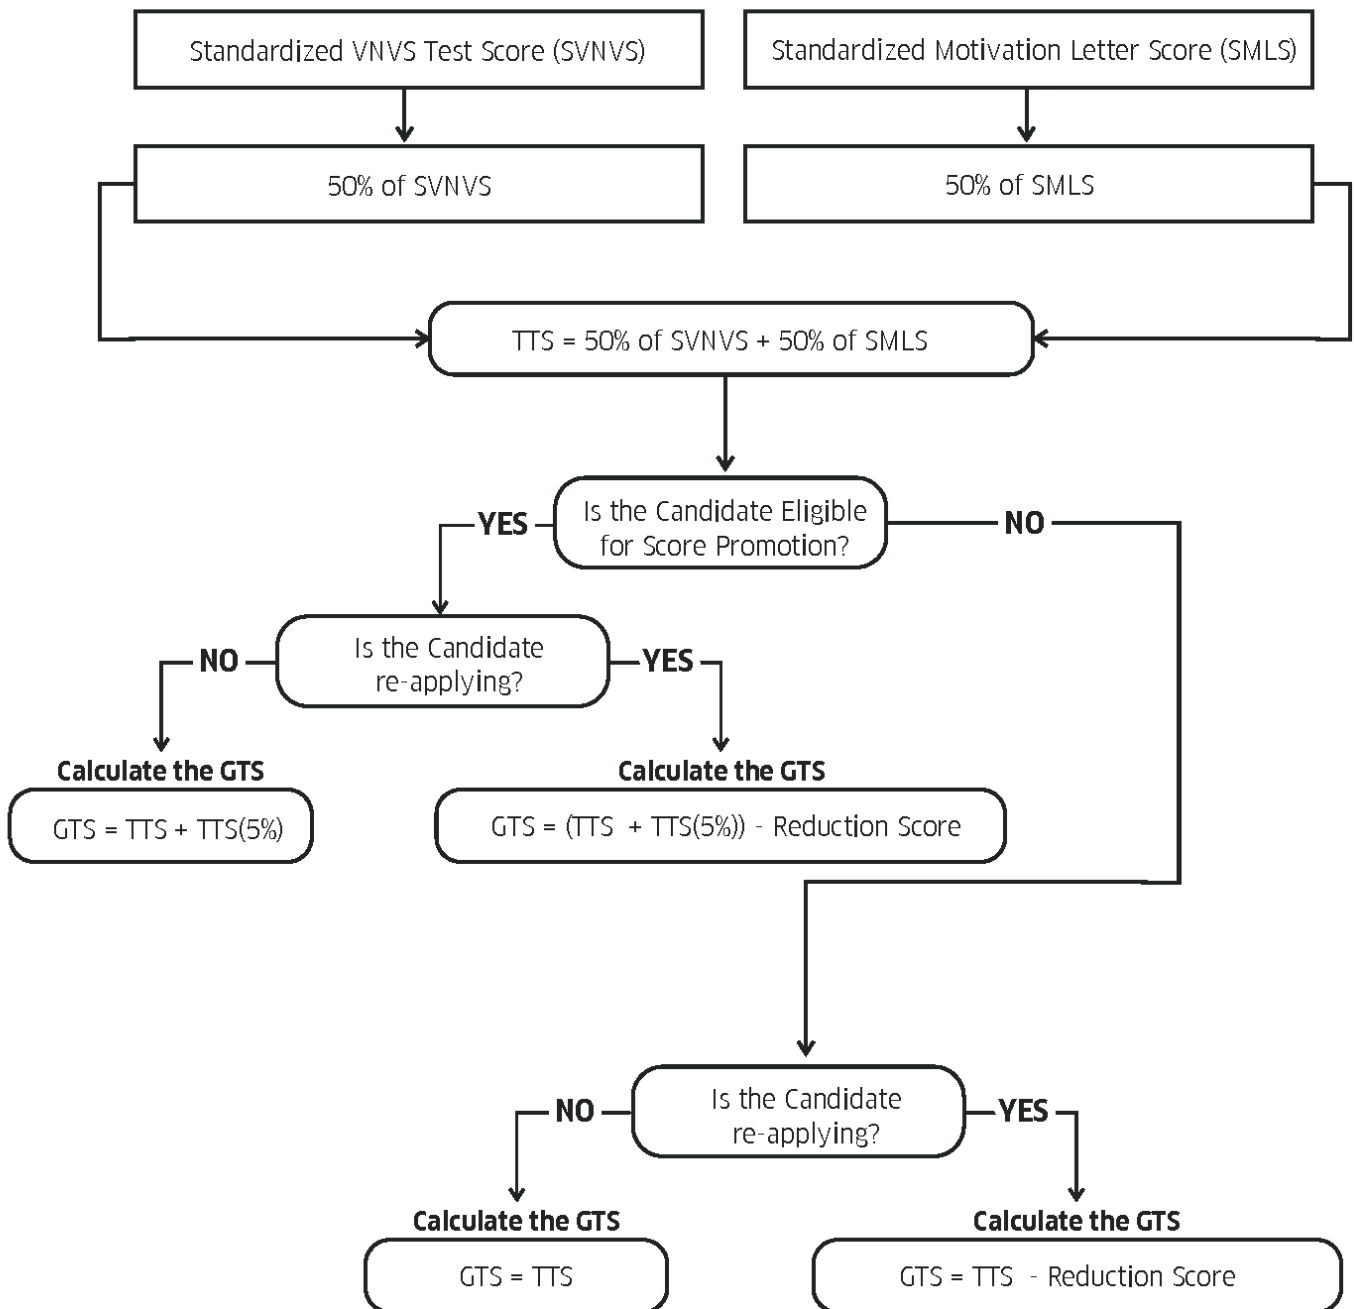 Standardized VNVS Test Score (SVNVS)
Standardized Motivation Letter Score (SMLS)
50% of SVNVS
50% of SMLS
TTS = 50% of SVNVS + 50% of SMLS
Is the Candidate Eligible
for Score Promotion?
YES
NO
Is the Candidate
re-applying?
NO
YES
Calculate the GTS
GTS = TTS + TTS(5%)
Calculate the GTS
GTS = (TTS + TTS(5%)) - Reduction Score
Is the Candidate
re-applying?
NO
YES
Calculate the GTS
GTS = TTS
Calculate the GTS
GTS = TTS - Reduction Score